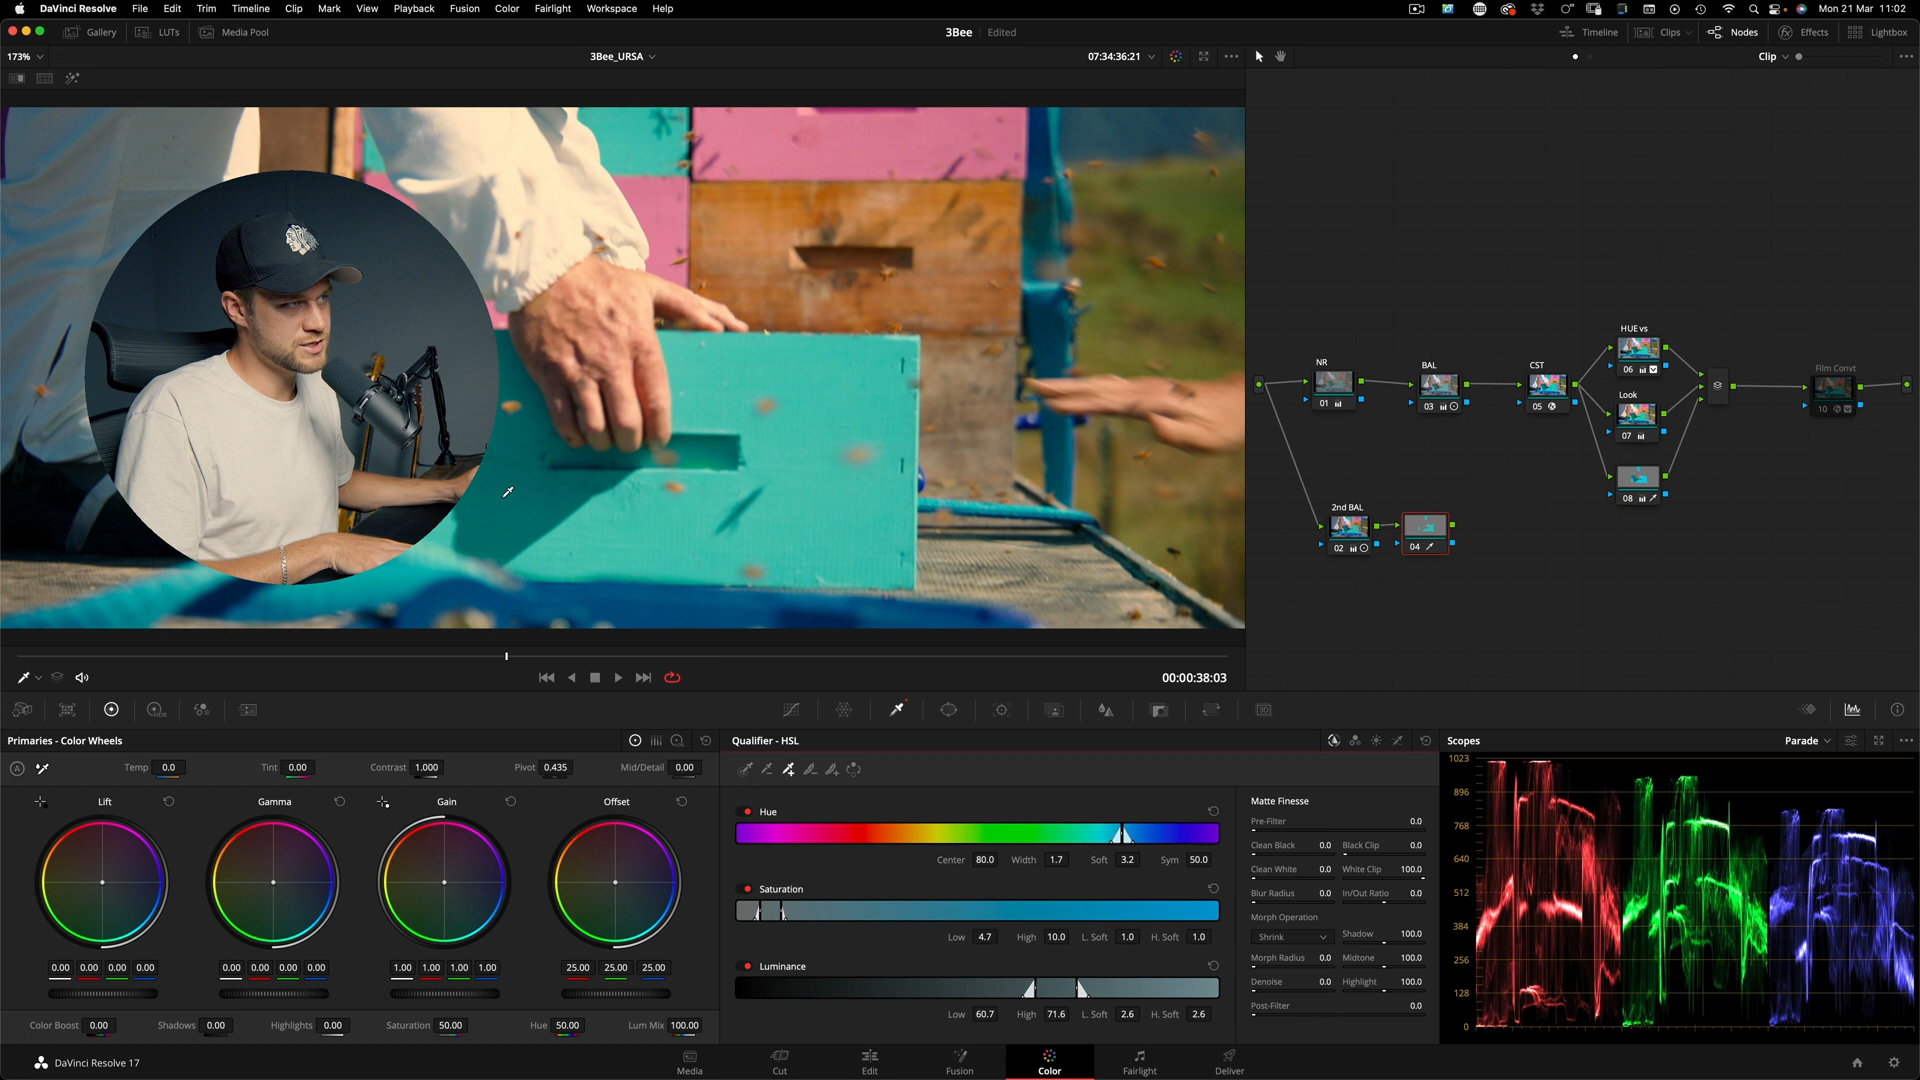 DaVinci Resolve File Edit Trim Timeline Clip Mark View Playback Fusion Color Fairlight Workspace Help Mon 21 Mar 11:02
Gallery LUTs Media Pool 3Bee Edited Timeline Clips Nodes Effects Lightbox
173% 3Bee_URSA 07:34:36:21 Clip
HUE vs
06
NR
01
BAL
03
CST
05
Look
07
Film Convt
10
08
2nd BAL
02
04
00:00:38:03
Primaries - Color Wheels
Temp 0.0 Tint 0.00 Contrast 1.000 Pivot 0.435 Mid/Detail 0.00
Lift Gamma Gain Offset
0.00 0.00 0.00 0.00 0.00 0.00 0.00 0.00 1.00 1.00 1.00 1.00 25.00 25.00 25.00
Color Boost 0.00 Shadows 0.00 Highlights 0.00 Saturation 50.00 Hue 50.00 Lum Mix 100.00
Qualifier - HSL
Hue
Center 80.0 Width 1.7 Soft 3.2 Sym 50.0
Saturation
Low 4.7 High 10.0 L. Soft 1.0 H. Soft 1.0
Luminance
Low 60.7 High 71.6 L. Soft 2.6 H. Soft 2.6
Matte Finesse
Pre-Filter 0.0
Clean Black 0.0 Black Clip 0.0
Clean White 0.0 White Clip 100.0
Blur Radius 0.0 In/Out Ratio 0.0
Morph Operation
Shrink Shadow 100.0
Morph Radius 0.0 Midtone 100.0
Denoise 0.0 Highlight 100.0
Post-Filter 0.0
Scopes Parade
1023
896
768
640
512
384
256
128
0
DaVinci Resolve 17
Media Cut Edit Fusion Color Fairlight Deliver